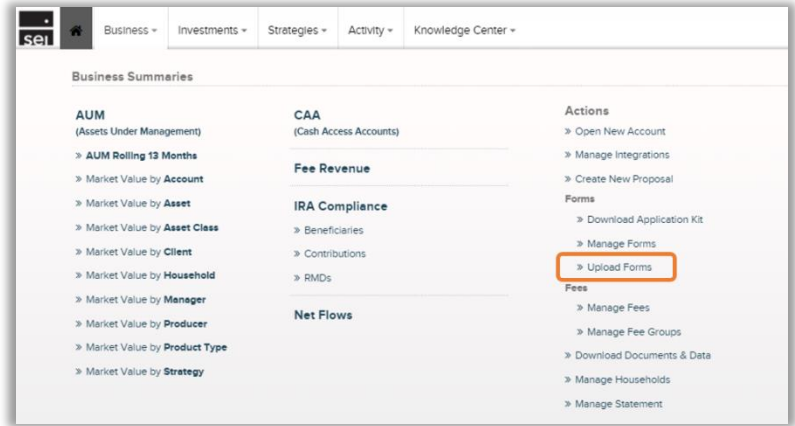 sei
Business
Investments
Strategies
Activity
Knowledge Center
Business Summaries
AUM
(Assets Under Management)
» AUM Rolling 13 Months
» Market Value by Account
» Market Value by Asset
» Market Value by Asset Class
» Market Value by Client
» Market Value by Household
» Market Value by Manager
» Market Value by Producer
» Market Value by Product Type
» Market Value by Strategy
CAA
(Cash Access Accounts)
Fee Revenue
IRA Compliance
» Beneficiaries
» Contributions
» RMDs
Net Flows
Actions
» Open New Account
» Manage Integrations
» Create New Proposal
Forms
» Download Application Kit
» Manage Forms
» Upload Forms
Fees
» Manage Fees
» Manage Fee Groups
» Download Documents & Data
» Manage Households
» Manage Statement